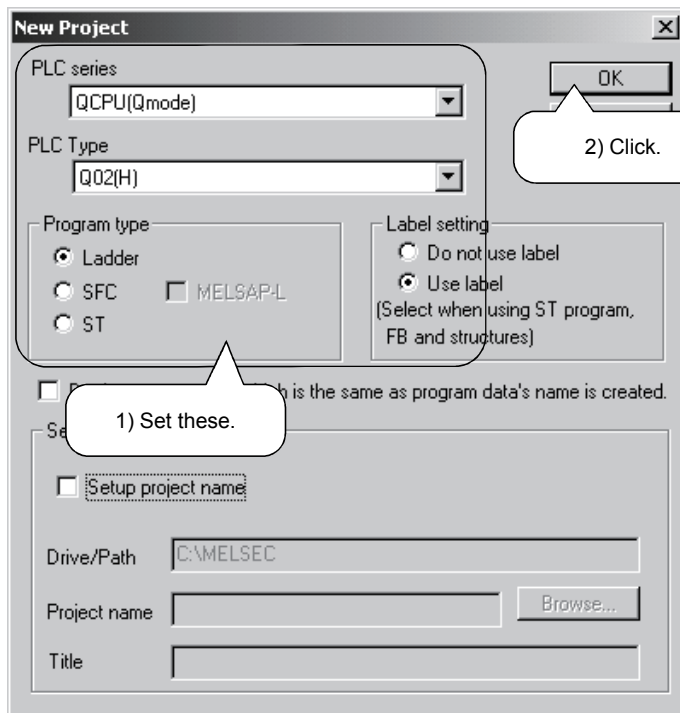 New Project
PLC series
QCPU(Qmode)
OK
PLC Type
2) Click.
Q02(H)
Program type
Label setting
Ladder
Do not use label
SFC
MELSAP-L
Use label
ST
(Select when using ST program,
FB and structures)
is the same as program data's name is created.
1) Set these.
Setup project name
Drive/Path
C:\MELSEC
Project name
Browse...
Title